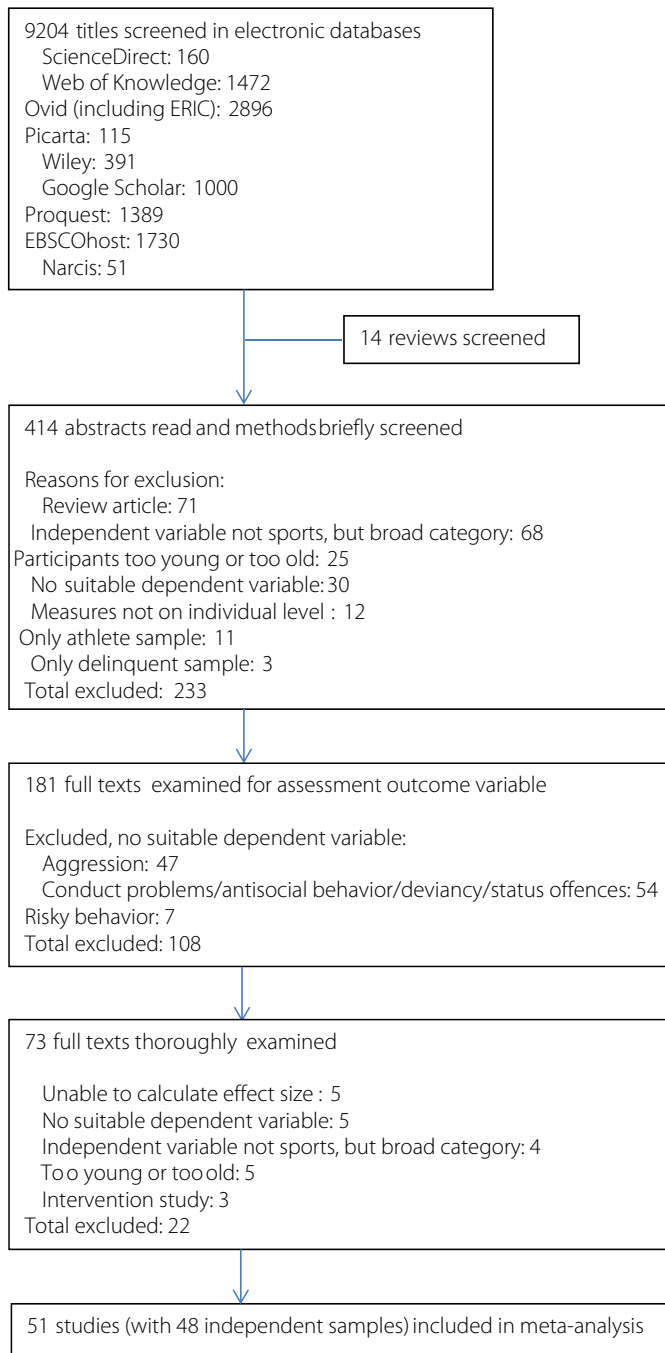 9204 titles screened in electronic databases
ScienceDirect: 160
Web of Knowledge: 1472
Ovid (including ERIC): 2896
Picarta: 115
Wiley: 391
Google Scholar: 1000
Proquest: 1389
EBSCOhost: 1730
Narcis: 51
14 reviews screened
414 abstracts read and methods briefly screened
Reasons for exclusion:
Review article: 71
Independent variable not sports, but broad category: 68
Participants too young or too old: 25
No suitable dependent variable: 30
Measures not on individual level : 12
Only athlete sample: 11
Only delinquent sample: 3
Total excluded: 233
181 full texts examined for assessment outcome variable
Excluded, no suitable dependent variable:
Aggression: 47
Conduct problems/antisocial behavior/deviancy/status offences: 54
Risky behavior: 7
Total excluded: 108
73 full texts thoroughly examined
Unable to calculate effect size : 5
No suitable dependent variable: 5
Independent variable not sports, but broad category: 4
Too young or too old: 5
Intervention study: 3
Total excluded: 22
51 studies (with 48 independent samples) included in meta-analysis